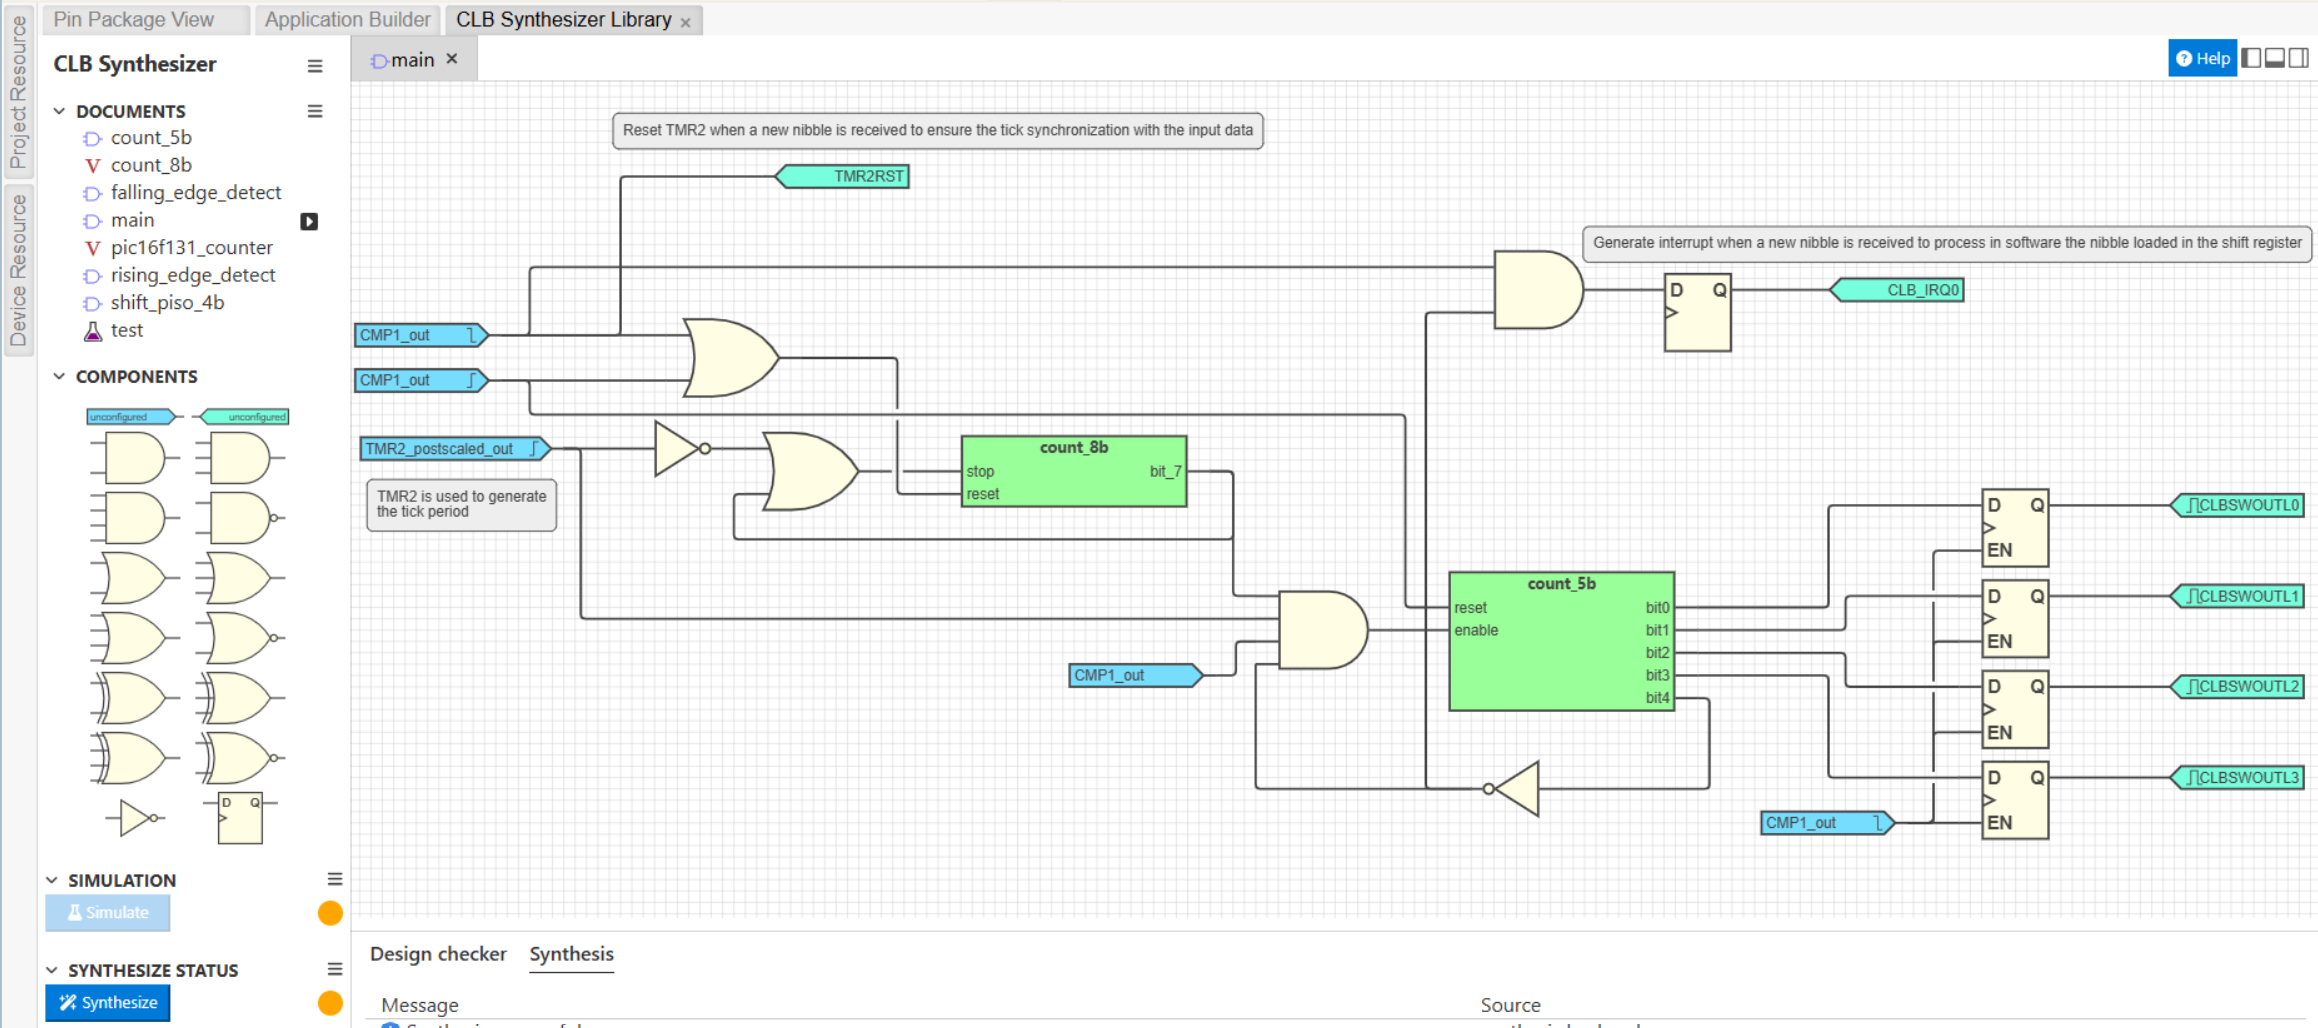 Pin Package View
Application Builder
CLB Synthesizer Library
Project Resource
Device Resource
CLB Synthesizer
main
Help
DOCUMENTS
count_5b
count_8b
falling_edge_detect
main
pic16f131_counter
rising_edge_detect
shift_piso_4b
test
COMPONENTS
unconfigured
unconfigured
D Q
SIMULATION
Simulate
SYNTHESIZE STATUS
Synthesize
Reset TMR2 when a new nibble is received to ensure the tick synchronization with the input data
TMR2RST
Generate interrupt when a new nibble is received to process in software the nibble loaded in the shift register
D Q
CLB_IRQ0
CMP1_out
CMP1_out
TMR2_postscaled_out
TMR2 is used to generate
the tick period
count_8b
stop
bit_7
reset
CMP1_out
count_5b
reset
enable
bit0
bit1
bit2
bit3
bit4
D Q
EN
CLBSWOUTL0
D Q
EN
CLBSWOUTL1
D Q
EN
CLBSWOUTL2
D Q
EN
CLBSWOUTL3
CMP1_out
Design checker
Synthesis
Message
Source